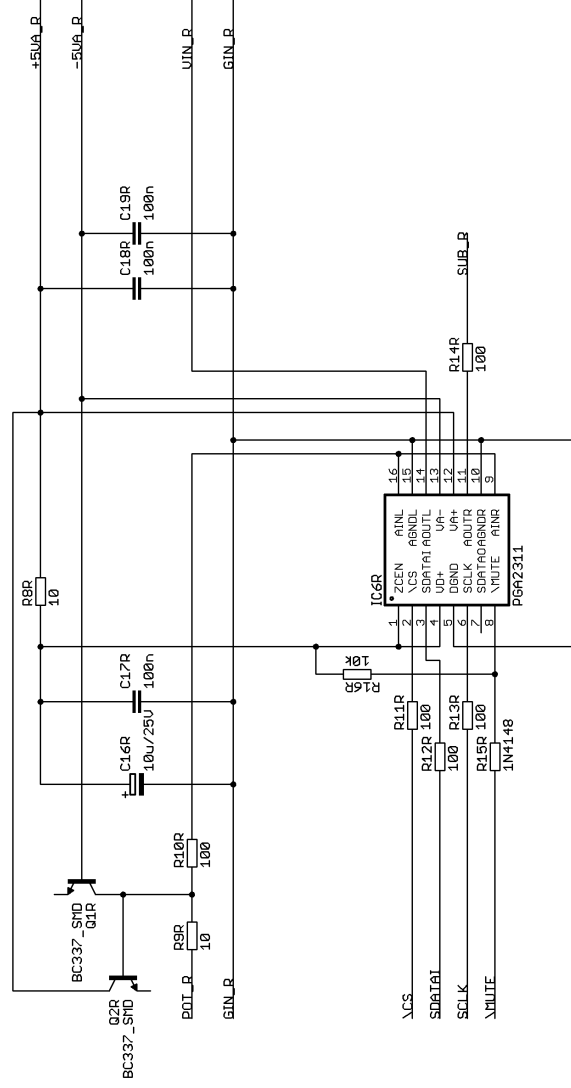 +5VA_R
-5VA_R
VIN_R
GIN_R
C19R
100n
C18R
100n
SUB_R
R14R
100
16
15
14
13
12
11
10
9
AINL
AGNDL
AOUTL
VA-
VA+
AOUTR
AGNDR
AINR
IC6R
PGA2311
ZCEN
\CS
SDATAI
VD+
DGND
SCLK
SDATAO
\MUTE
1
2
3
4
5
6
7
8
R8R
10
R16R
10k
C17R
100n
C16R
10u/25V
+
R11R
100
R12R
100
R13R
100
R15R
1N4148
R10R
100
R9R
10
BC337_SMD
Q1R
Q2R
BC337_SMD
POT_R
GIN_R
\CS
SDATAI
SCLK
\MUTE